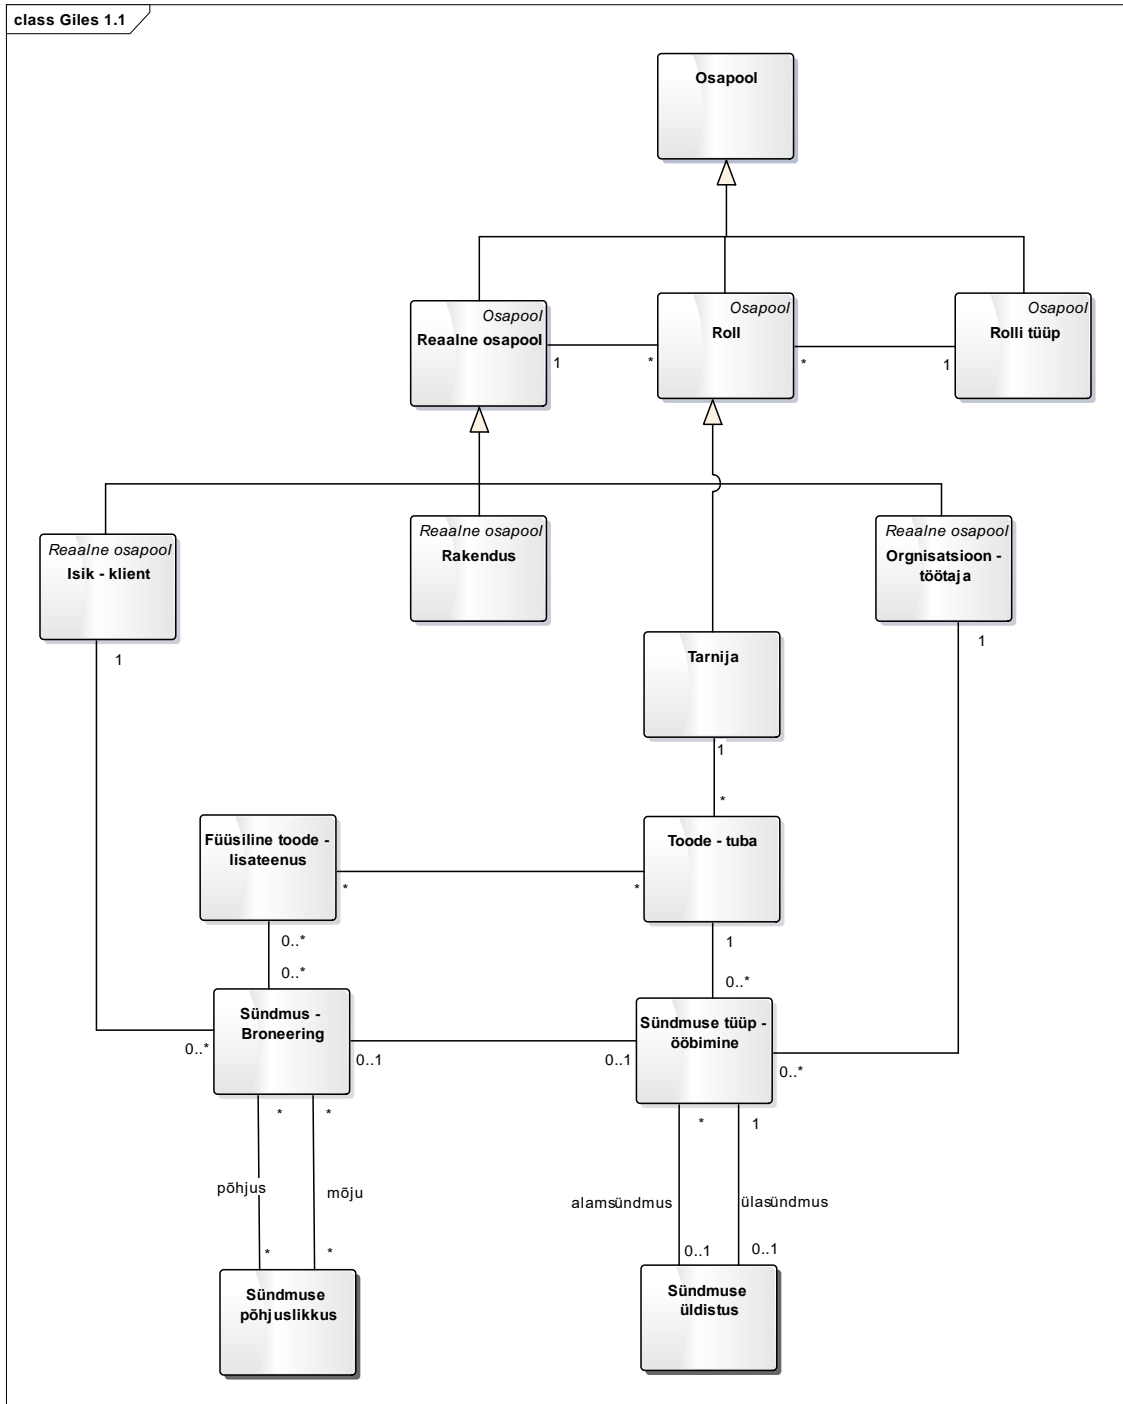 class Giles 1.1
Osapool
Osapool
Reaalne osapool
Osapool
Roll
Osapool
Rolli tüüp
1
*
*
1
Reaalne osapool
Isik - klient
Reaalne osapool
Rakendus
Reaalne osapool
Orgnisatsioon -
töötaja
1
1
Tarnija
1
*
Füüsiline toode -
lisateenus
Toode - tuba
*
*
0..*
1
0..*
0..*
Sündmus -
Broneering
Sündmuse tüüp -
ööbimine
0..*
0..1
0..1
0..*
*
*
*
1
põhjus
mõju
alamsündmus
ülasündmus
*
*
0..1
0..1
Sündmuse
põhjuslikkus
Sündmuse
üldistus